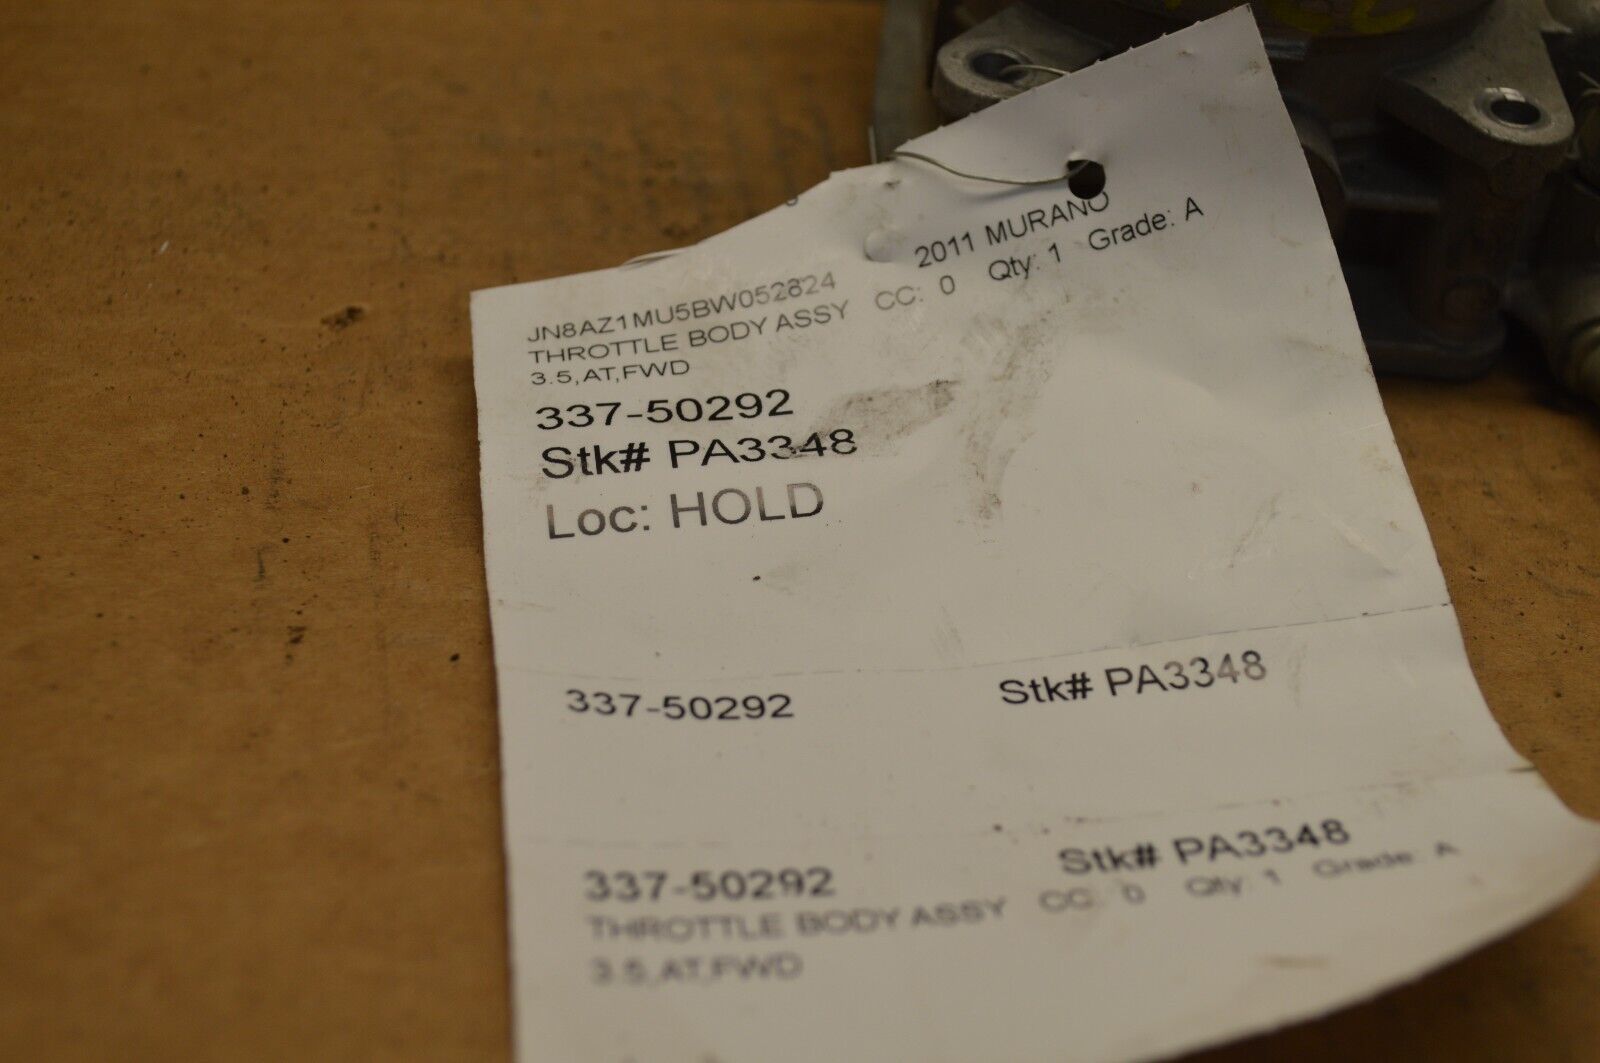 JN8AZ1MU5BW052824 2011 MURANO
THROTTLE BODY ASSY CC: 0 Qty: 1 Grade: A
3.5,AT,FWD
337-50292
Stk# PA3348
Loc: HOLD
337-50292 Stk# PA3348
337-50292 Stk# PA3348
THROTTLE BODY ASSY CC: 0 Qty: 1 Grade: A
3.5,AT,FWD